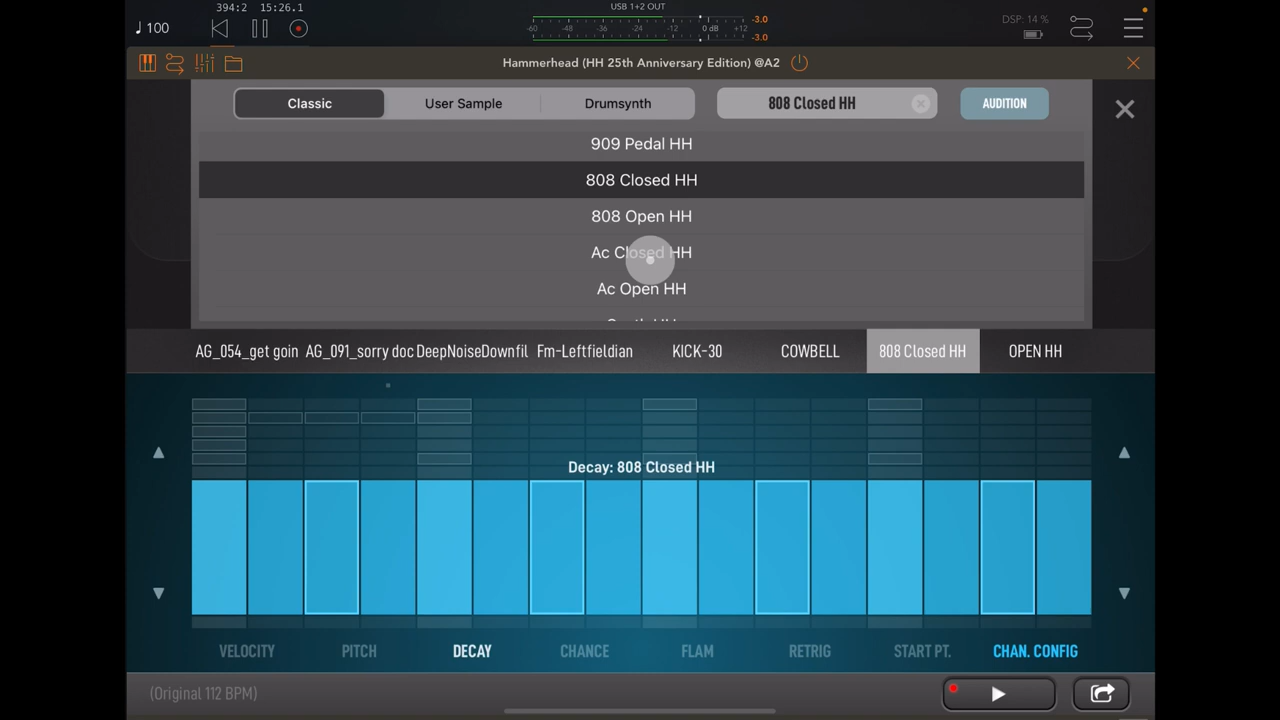 394:2 15:26.1
♩100
USB 1+2 OUT
-60 -48 -36 -24 -12 0 dB +12
-3.0
-3.0
DSP: 14 %
Hammerhead (HH 25th Anniversary Edition) @A2
Classic User Sample Drumsynth 808 Closed HH AUDITION
909 Pedal HH
808 Closed HH
808 Open HH
Ac Closed HH
Ac Open HH
AG_054_get goin AG_091_sorry doc DeepNoiseDownfil Fm-Leftfieldian KICK-30 COWBELL 808 Closed HH OPEN HH
Decay: 808 Closed HH
VELOCITY PITCH DECAY CHANCE FLAM RETRIG START PT. CHAN. CONFIG
(Original 112 BPM)